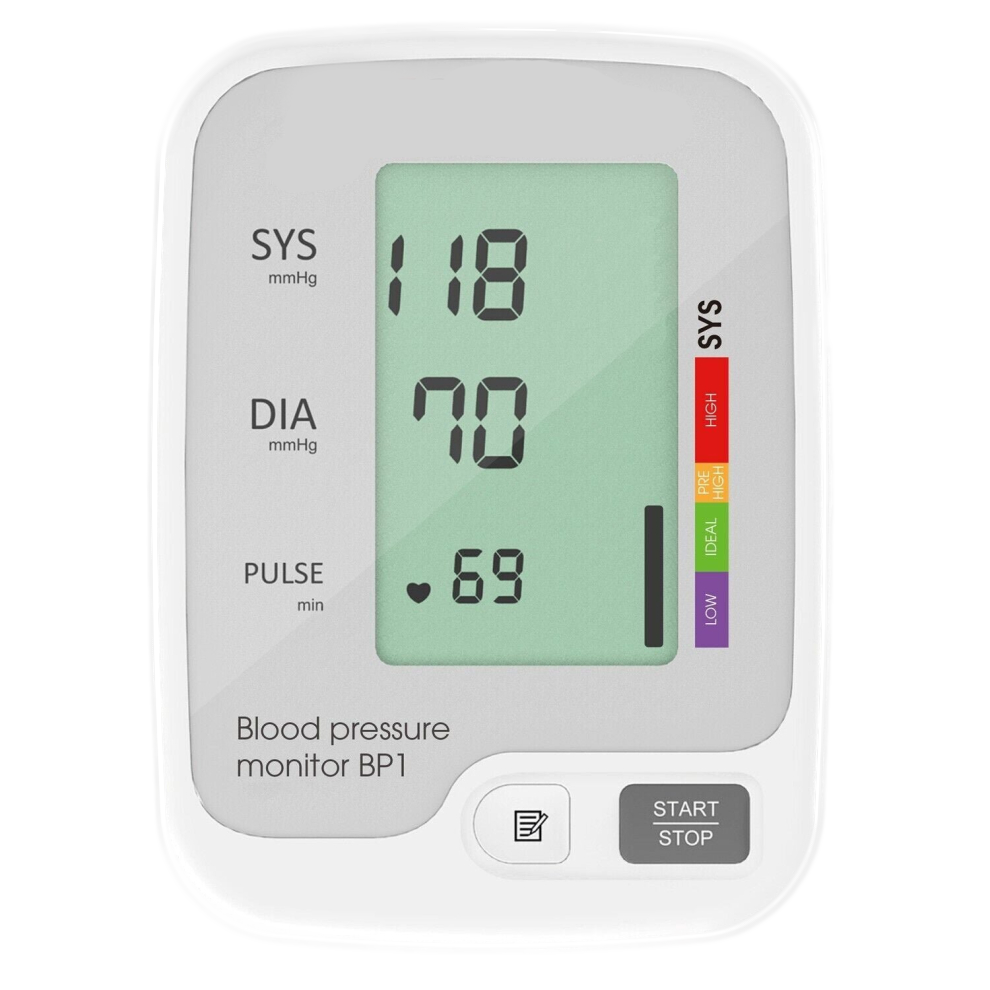 SYS
mmHg
118
DIA
mmHg
70
PULSE
min
69
SYS
HIGH
PRE
HIGH
IDEAL
LOW
Blood pressure
monitor BP1
START
STOP